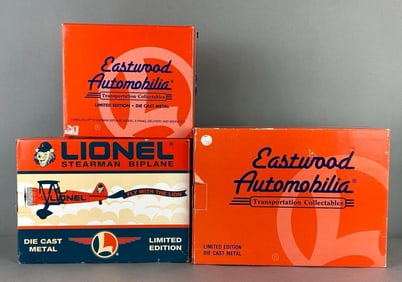 Eastwood
Automobilia®
Transportation Collectables
LIMITED EDITION • DIE CAST METAL
LIONEL®
STEARMAN BIPLANE
LIONEL
FLY WITH THE LION
DIE CAST
METAL
L
LIMITED
EDITION
Eastwood
Automobilia®
Transportation Collectables
LIMITED EDITION
DIE CAST METAL